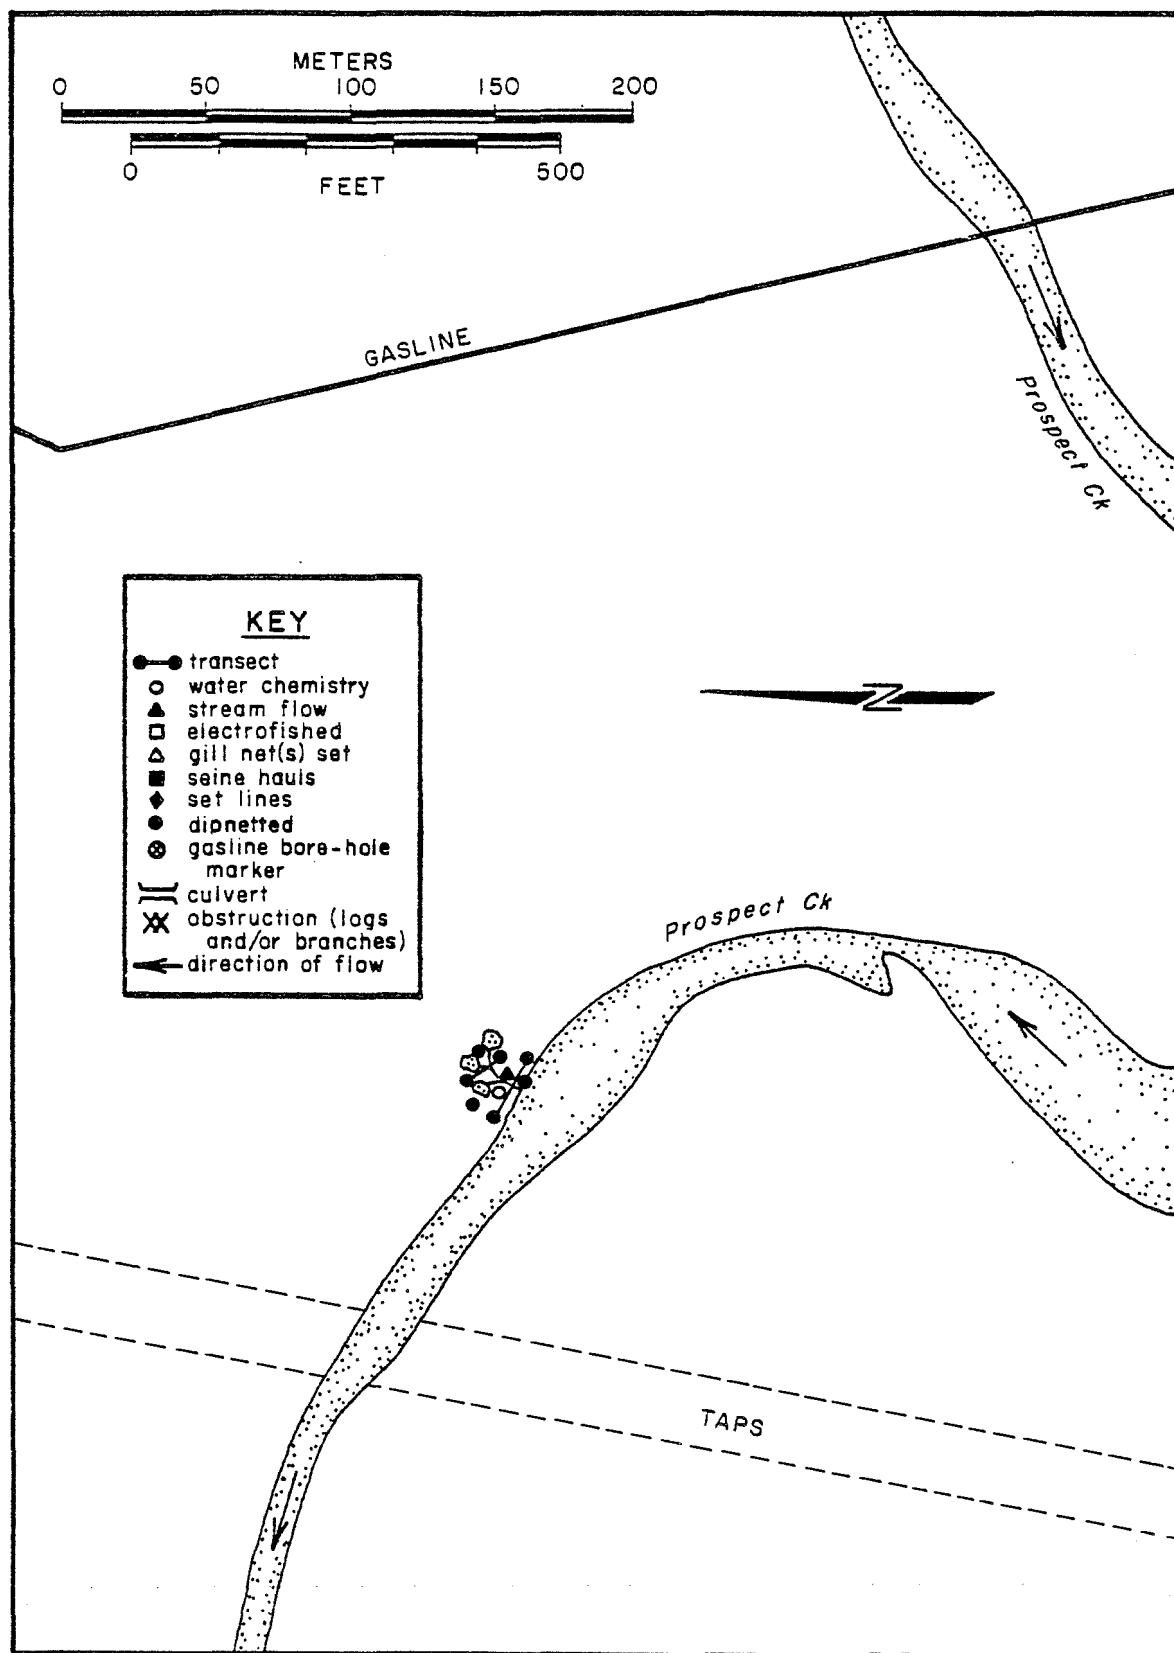 METERS
0 50 100 150 200
0 500
FEET
GASLINE
Prospect Ck
KEY
transect
water chemistry
stream flow
electrofished
gill net(s) set
seine hauls
set lines
dipnetted
gasline bore-hole
marker
culvert
obstruction (logs
and/or branches)
direction of flow
N
Prospect Ck
TAPS